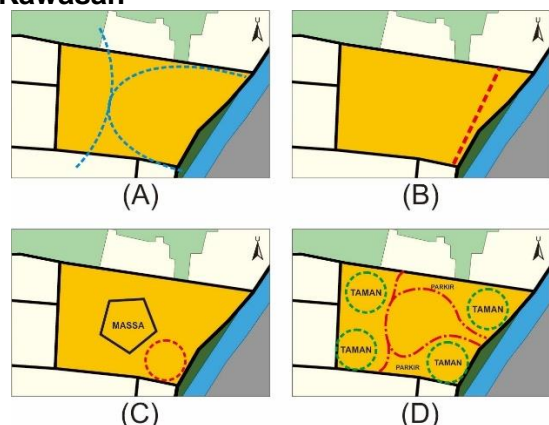 Kawasan
U
U
(A)
(B)
U
U
MASSA
TAMAN
PARKIR
TAMAN
TAMAN
PARKIR
TAMAN
(C)
(D)